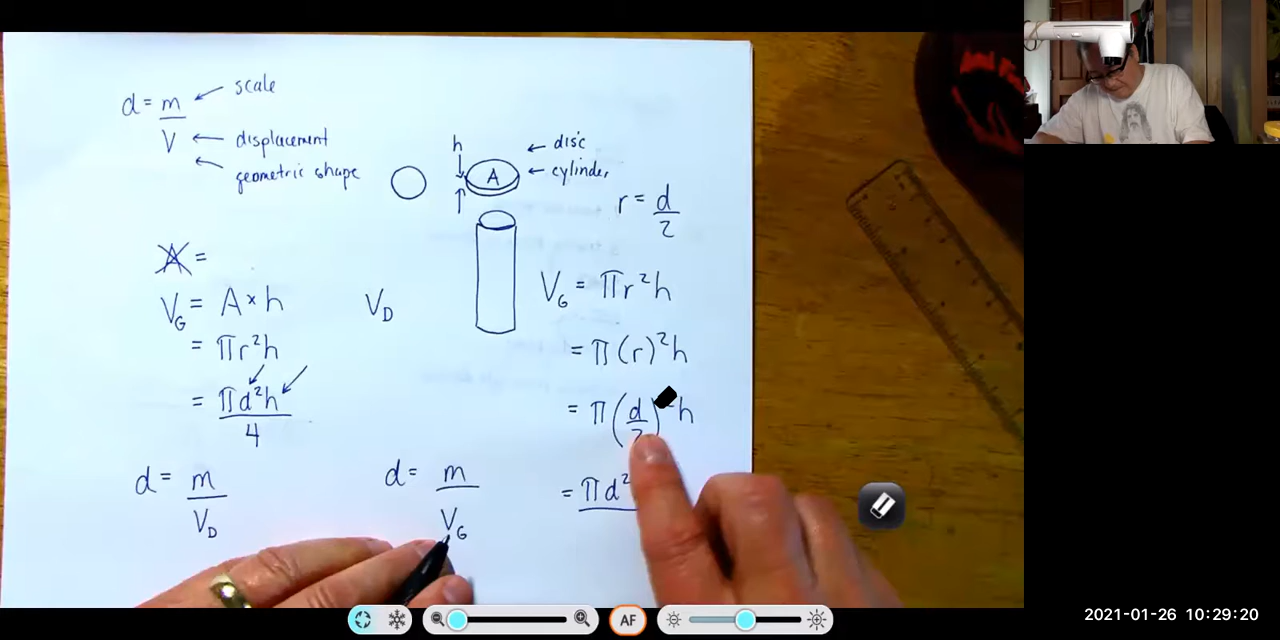 d = m ← scale
V ← displacement
← geometric shape
h
A
← disc
← cylinder
r = d/2
A =
V_G = A × h
= πr²h
= πd²h/4
V_D
V_G = πr²h
= π(r)²h
= π(d/2)²h
= πd²
d = m/V_D
d = m/V_G
AF
2021-01-26 10:29:20